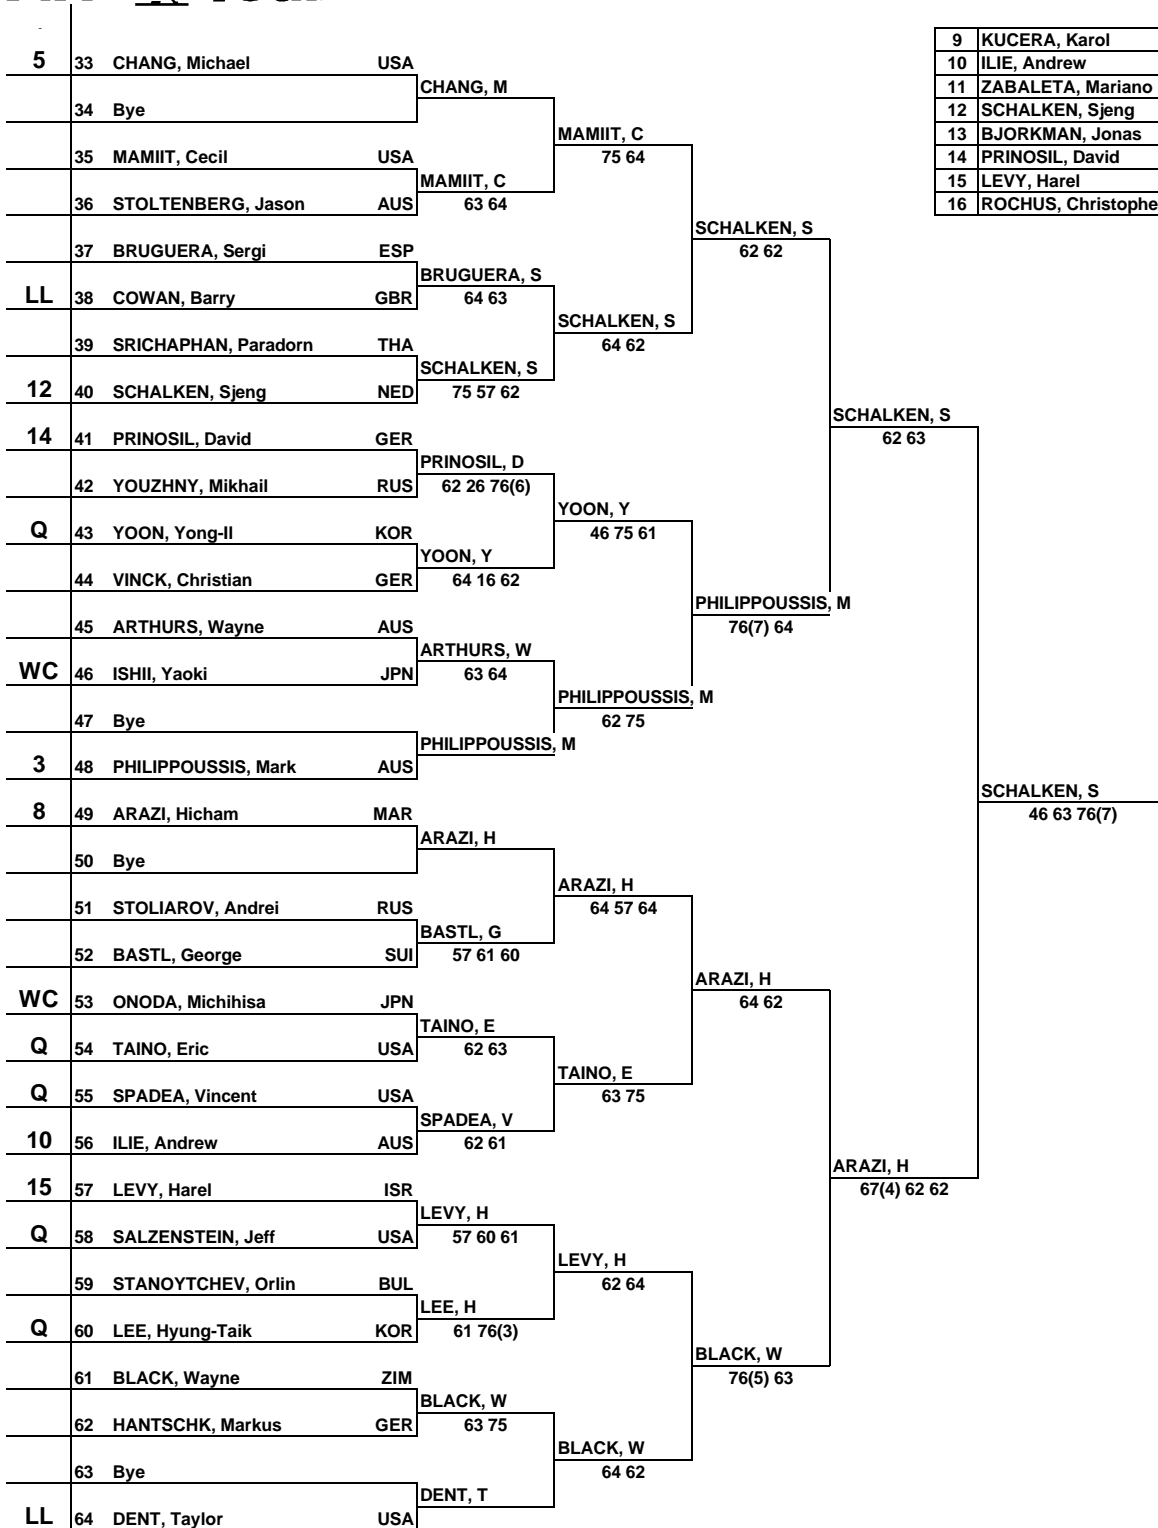 5 33 CHANG, Michael USA
34 Bye
35 MAMIIT, Cecil USA
36 STOLTENBERG, Jason AUS
37 BRUGUERA, Sergi ESP
LL 38 COWAN, Barry GBR
39 SRICHAPHAN, Paradorn THA
12 40 SCHALKEN, Sjeng NED
14 41 PRINOSIL, David GER
42 YOUZHNY, Mikhail RUS
Q 43 YOON, Yong-Il KOR
44 VINCK, Christian GER
45 ARTHURS, Wayne AUS
WC 46 ISHII, Yaoki JPN
47 Bye
3 48 PHILIPPOUSSIS, Mark AUS
8 49 ARAZI, Hicham MAR
50 Bye
51 STOLIAROV, Andrei RUS
52 BASTL, George SUI
WC 53 ONODA, Michihisa JPN
Q 54 TAINO, Eric USA
Q 55 SPADEA, Vincent USA
10 56 ILIE, Andrew AUS
15 57 LEVY, Harel ISR
Q 58 SALZENSTEIN, Jeff USA
59 STANOYTCHEV, Orlin BUL
Q 60 LEE, Hyung-Taik KOR
61 BLACK, Wayne ZIM
62 HANTSCHK, Markus GER
63 Bye
LL 64 DENT, Taylor USA
CHANG, M
MAMIIT, C
63 64
BRUGUERA, S
64 63
SCHALKEN, S
75 57 62
PRINOSIL, D
62 26 76(6)
YOON, Y
64 16 62
ARTHURS, W
63 64
PHILIPPOUSSIS, M
ARAZI, H
BASTL, G
57 61 60
TAINO, E
62 63
SPADEA, V
62 61
LEVY, H
57 60 61
LEE, H
61 76(3)
BLACK, W
63 75
DENT, T
MAMIIT, C
75 64
SCHALKEN, S
64 62
YOON, Y
46 75 61
PHILIPPOUSSIS, M
62 75
ARAZI, H
64 57 64
TAINO, E
63 75
LEVY, H
62 64
BLACK, W
64 62
SCHALKEN, S
62 62
PHILIPPOUSSIS, M
76(7) 64
ARAZI, H
64 62
BLACK, W
76(5) 63
SCHALKEN, S
62 63
ARAZI, H
67(4) 62 62
SCHALKEN, S
46 63 76(7)
9 KUCERA, Karol
10 ILIE, Andrew
11 ZABALETA, Mariano
12 SCHALKEN, Sjeng
13 BJORKMAN, Jonas
14 PRINOSIL, David
15 LEVY, Harel
16 ROCHUS, Christophe